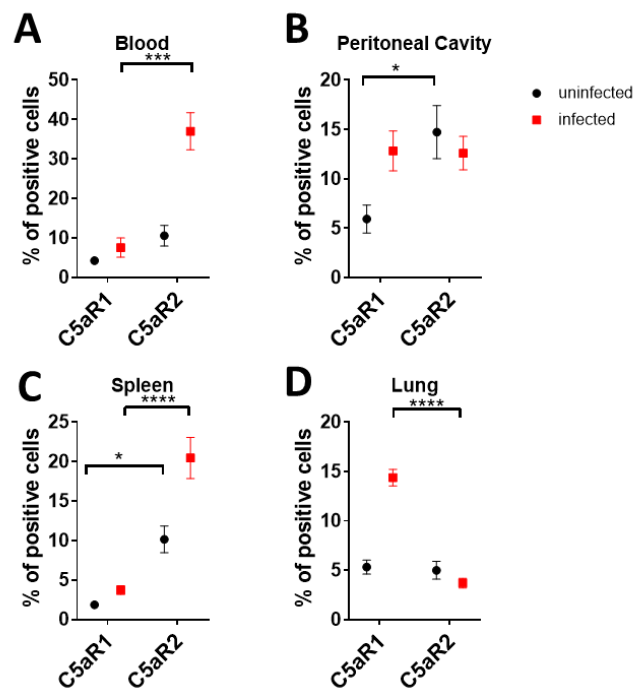 A
Blood
***
% of positive cells
50
40
30
20
10
0
C5aR1
C5aR2
B
Peritoneal Cavity
*
% of positive cells
20
15
10
5
0
C5aR1
C5aR2
uninfected
infected
C
Spleen
****
*
% of positive cells
25
20
15
10
5
0
C5aR1
C5aR2
D
Lung
****
% of positive cells
20
15
10
5
0
C5aR1
C5aR2